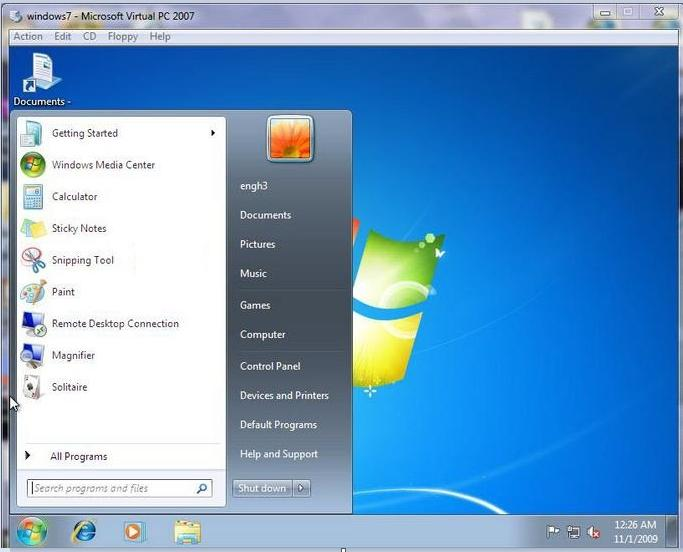 windows7 - Microsoft Virtual PC 2007
Action Edit CD Floppy Help
Documents -
Getting Started
Windows Media Center
Calculator
Sticky Notes
Snipping Tool
Paint
Remote Desktop Connection
Magnifier
Solitaire
All Programs
Search programs and files
engh3
Documents
Pictures
Music
Games
Computer
Control Panel
Devices and Printers
Default Programs
Help and Support
Shut down
12:26 AM
11/1/2009